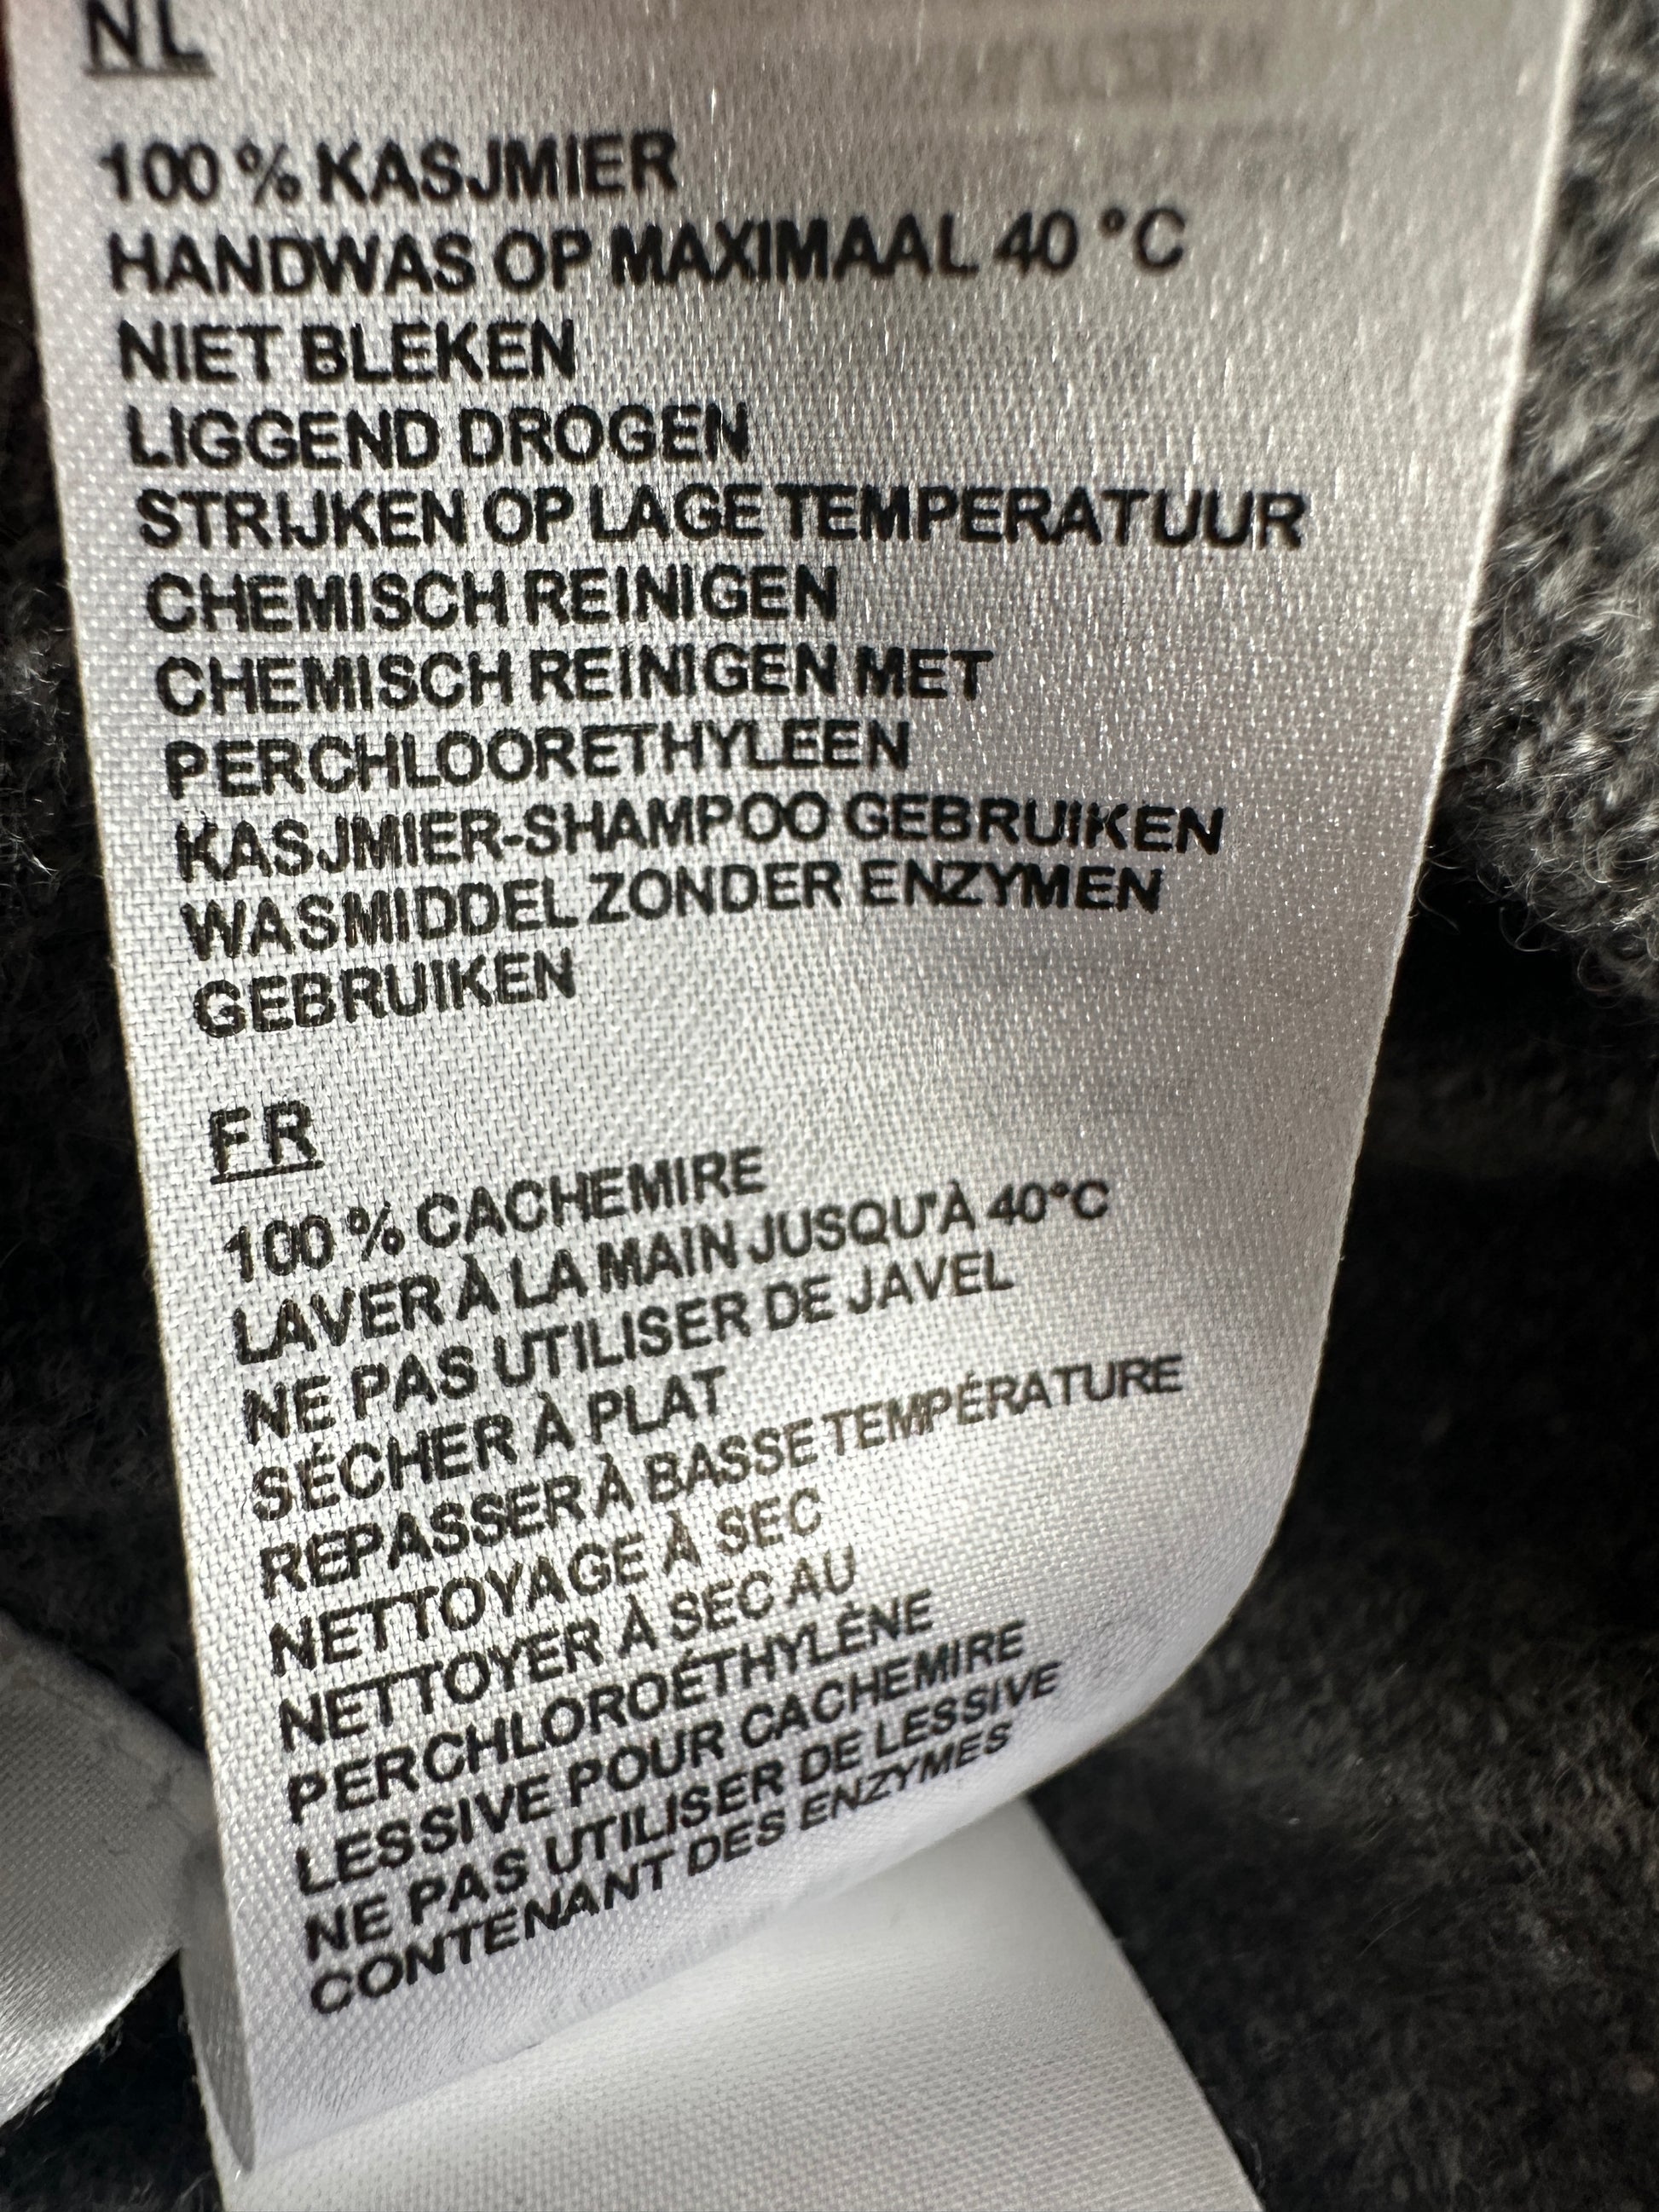 NL
100 % KASJMIER
HANDWAS OP MAXIMAAL 40 °C
NIET BLEKEN
LIGGEND DROGEN
STRIJKEN OP LAGE TEMPERATUUR
CHEMISCH REINIGEN
CHEMISCH REINIGEN MET
PERCHLOORETHYLEEN
KASJMIER-SHAMPOO GEBRUIKEN
WASMIDDEL ZONDER ENZYMEN
GEBRUIKEN
FR
100 % CACHEMIRE
LAVER À LA MAIN JUSQU'À 40°C
NE PAS UTILISER DE JAVEL
SÉCHER À PLAT
REPASSER À BASSE TEMPÉRATURE
NETTOYAGE À SEC
NETTOYER À SEC AU
PERCHLOROÉTHYLÈNE
LESSIVE POUR CACHEMIRE
NE PAS UTILISER DE LESSIVE
CONTENANT DES ENZYMES